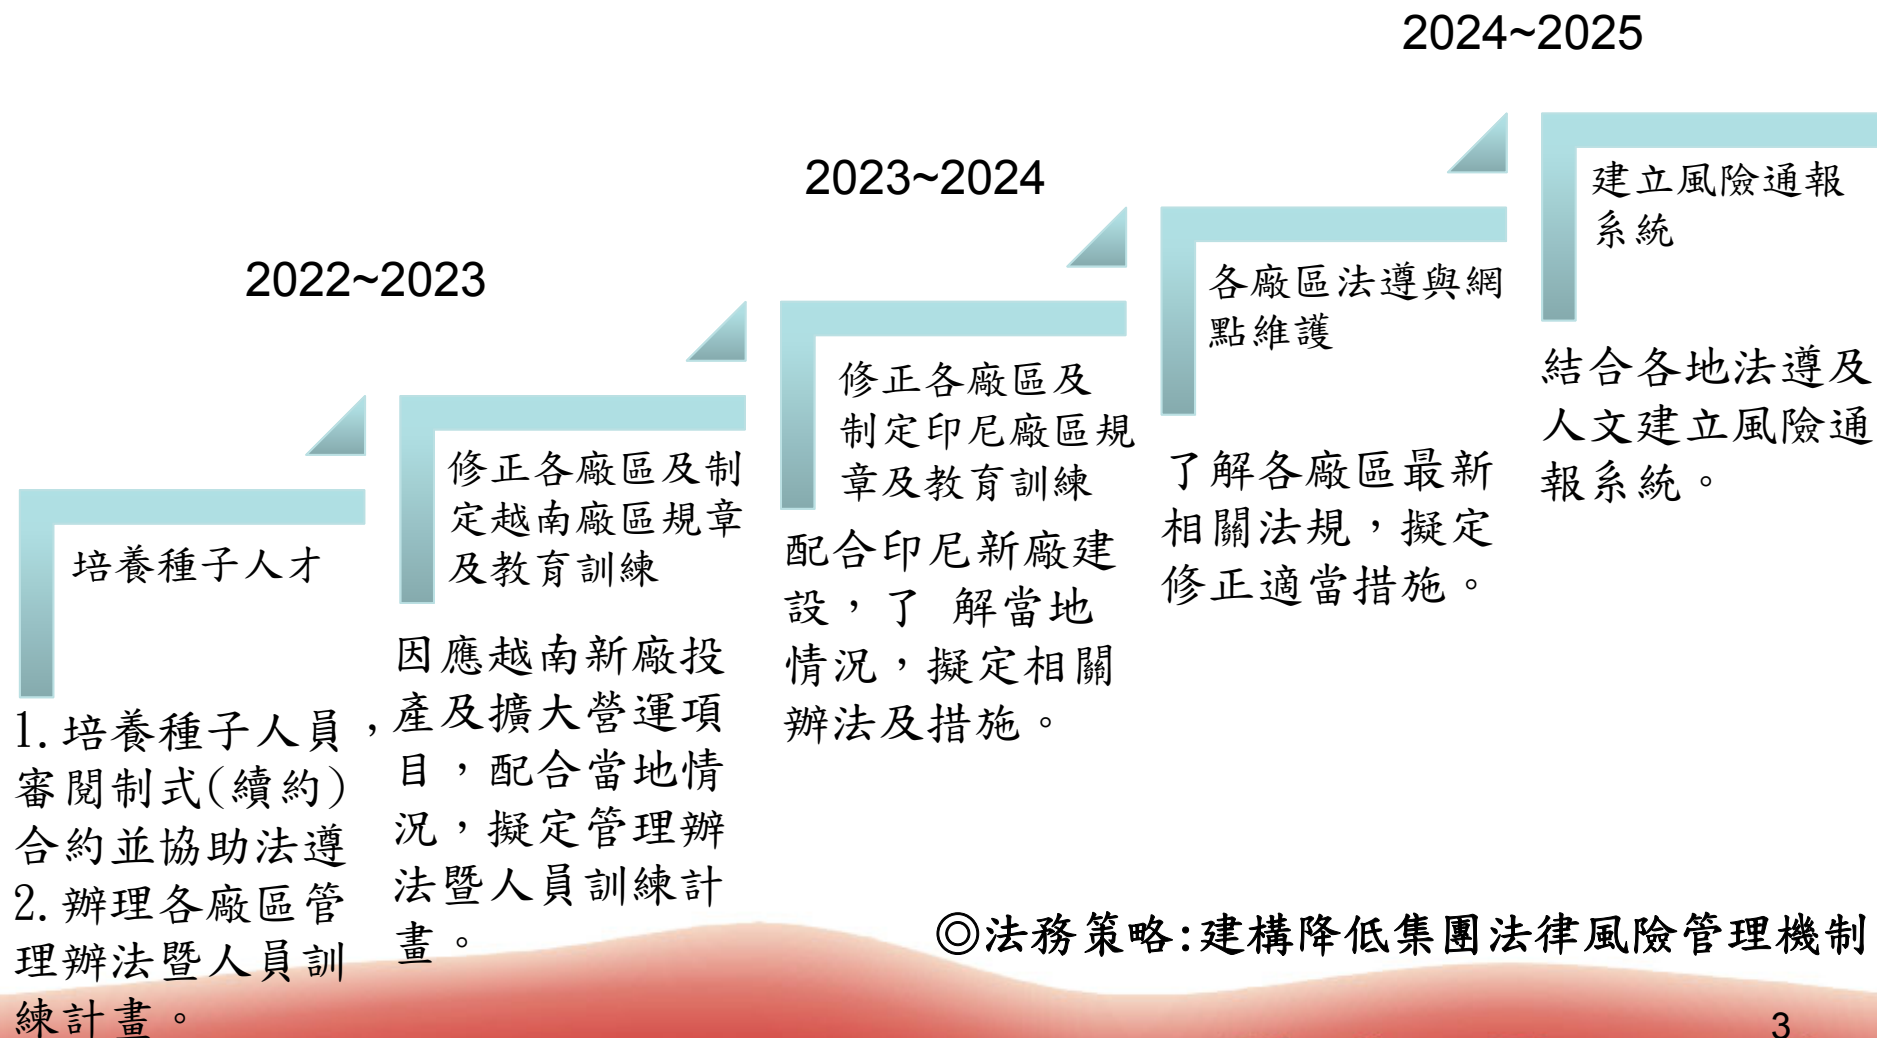 2022~2023
培養種子人才
1.培養種子人員,
審閱制式(續約)
合約並協助法遵
2.辦理各廠區管
理辦法暨人員訓
練計畫。
修正各廠區及制
定越南廠區規章
及教育訓練
因應越南新廠投
產及擴大營運項
目，配合當地情
況，擬定管理辦
法暨人員訓練計
畫。
2023~2024
修正各廠區及
制定印尼廠區規
章及教育訓練
配合印尼新廠建
設，了 解當地
情況，擬定相關
辦法及措施。
各廠區法遵與網
點維護
了解各廠區最新
相關法規，擬定
修正適當措施。
2024~2025
建立風險通報
系統
結合各地法遵及
人文建立風險通
報系統。
◎法務策略:建構降低集團法律風險管理機制
3